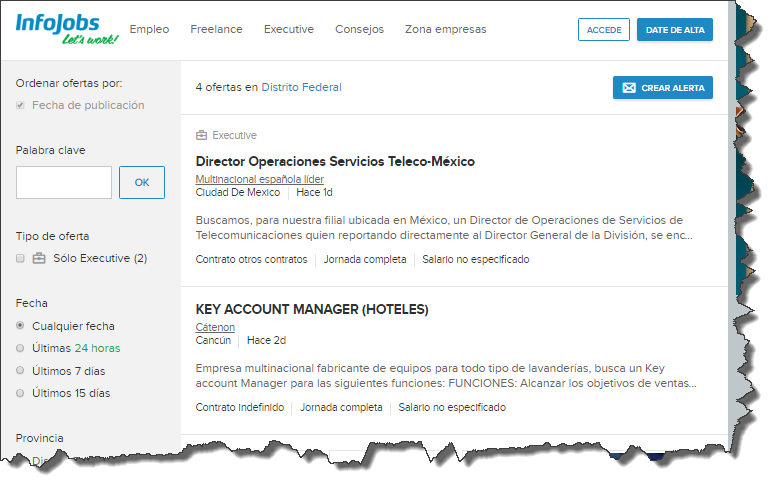 InfoJobs
Let's work!
Empleo Freelance Executive Consejos Zona empresas
ACCEDE DATE DE ALTA
Ordenar ofertas por:
Fecha de publicación
Palabra clave
OK
Tipo de oferta
Sólo Executive (2)
Fecha
Cualquier fecha
Últimas 24 horas
Últimos 7 días
Últimos 15 días
Provincia
4 ofertas en Distrito Federal
CREAR ALERTA
Executive
Director Operaciones Servicios Teleco-México
Multinacional española líder
Ciudad De Mexico Hace 1d
Buscamos, para nuestra filial ubicada en México, un Director de Operaciones de Servicios de
Telecomunicaciones quien reportando directamente al Director General de la División, se enc...
Contrato otros contratos Jornada completa Salario no especificado
KEY ACCOUNT MANAGER (HOTELES)
Cátenon
Cancún Hace 2d
Empresa multinacional fabricante de equipos para todo tipo de lavanderías, busca un Key
account Manager para las siguientes funciones: FUNCIONES: Alcanzar los objetivos de ventas...
Contrato indefinido Jornada completa Salario no especificado